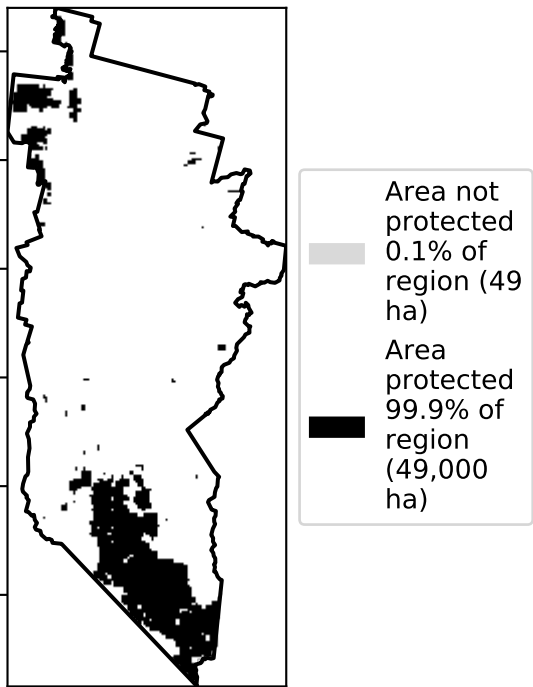 Area not
protected
0.1% of
region (49
ha)
Area
protected
99.9% of
region
(49,000
ha)